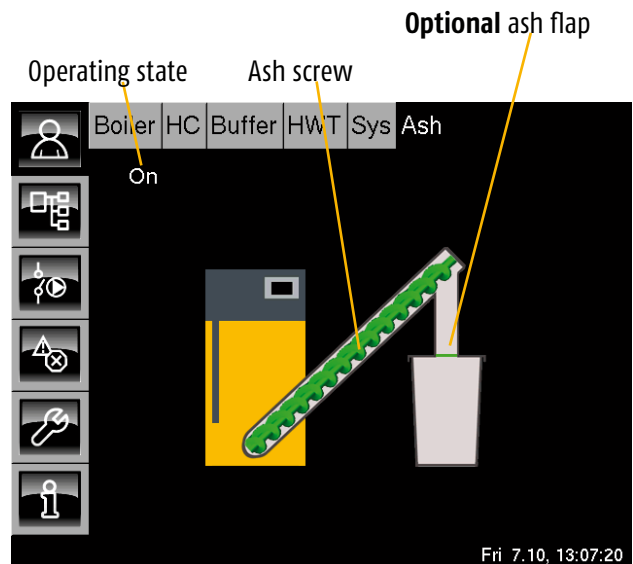 Optional ash flap
Operating state
Ash screw
Boiler HC Buffer HWT Sys Ash
On
Fri 7.10, 13:07:20